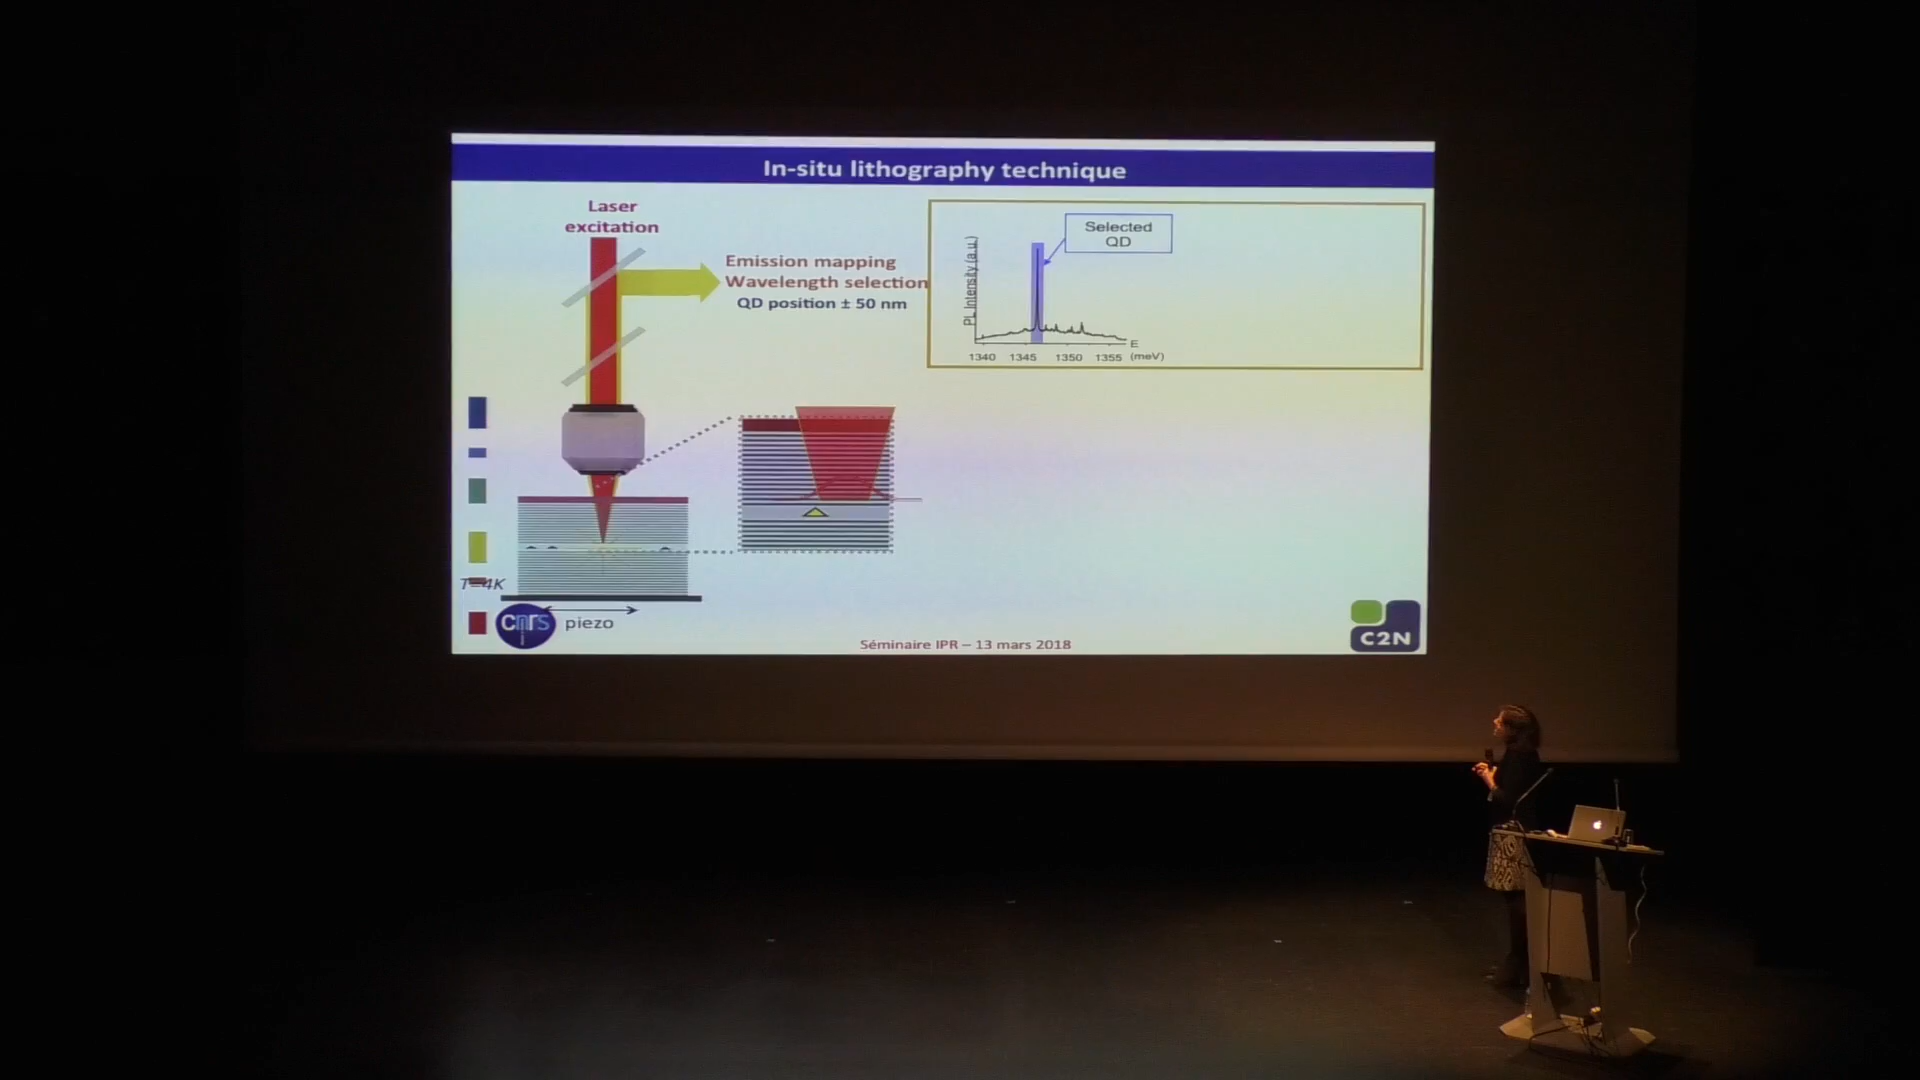 In-situ lithography technique
Laser
excitation
Emission mapping
Wavelength selection
QD position ± 50 nm
Selected
QD
PL Intensity (a.u.)
E
1340 1345 1350 1355 (meV)
T=4K
cnrs
piezo
Séminaire IPR – 13 mars 2018
C2N